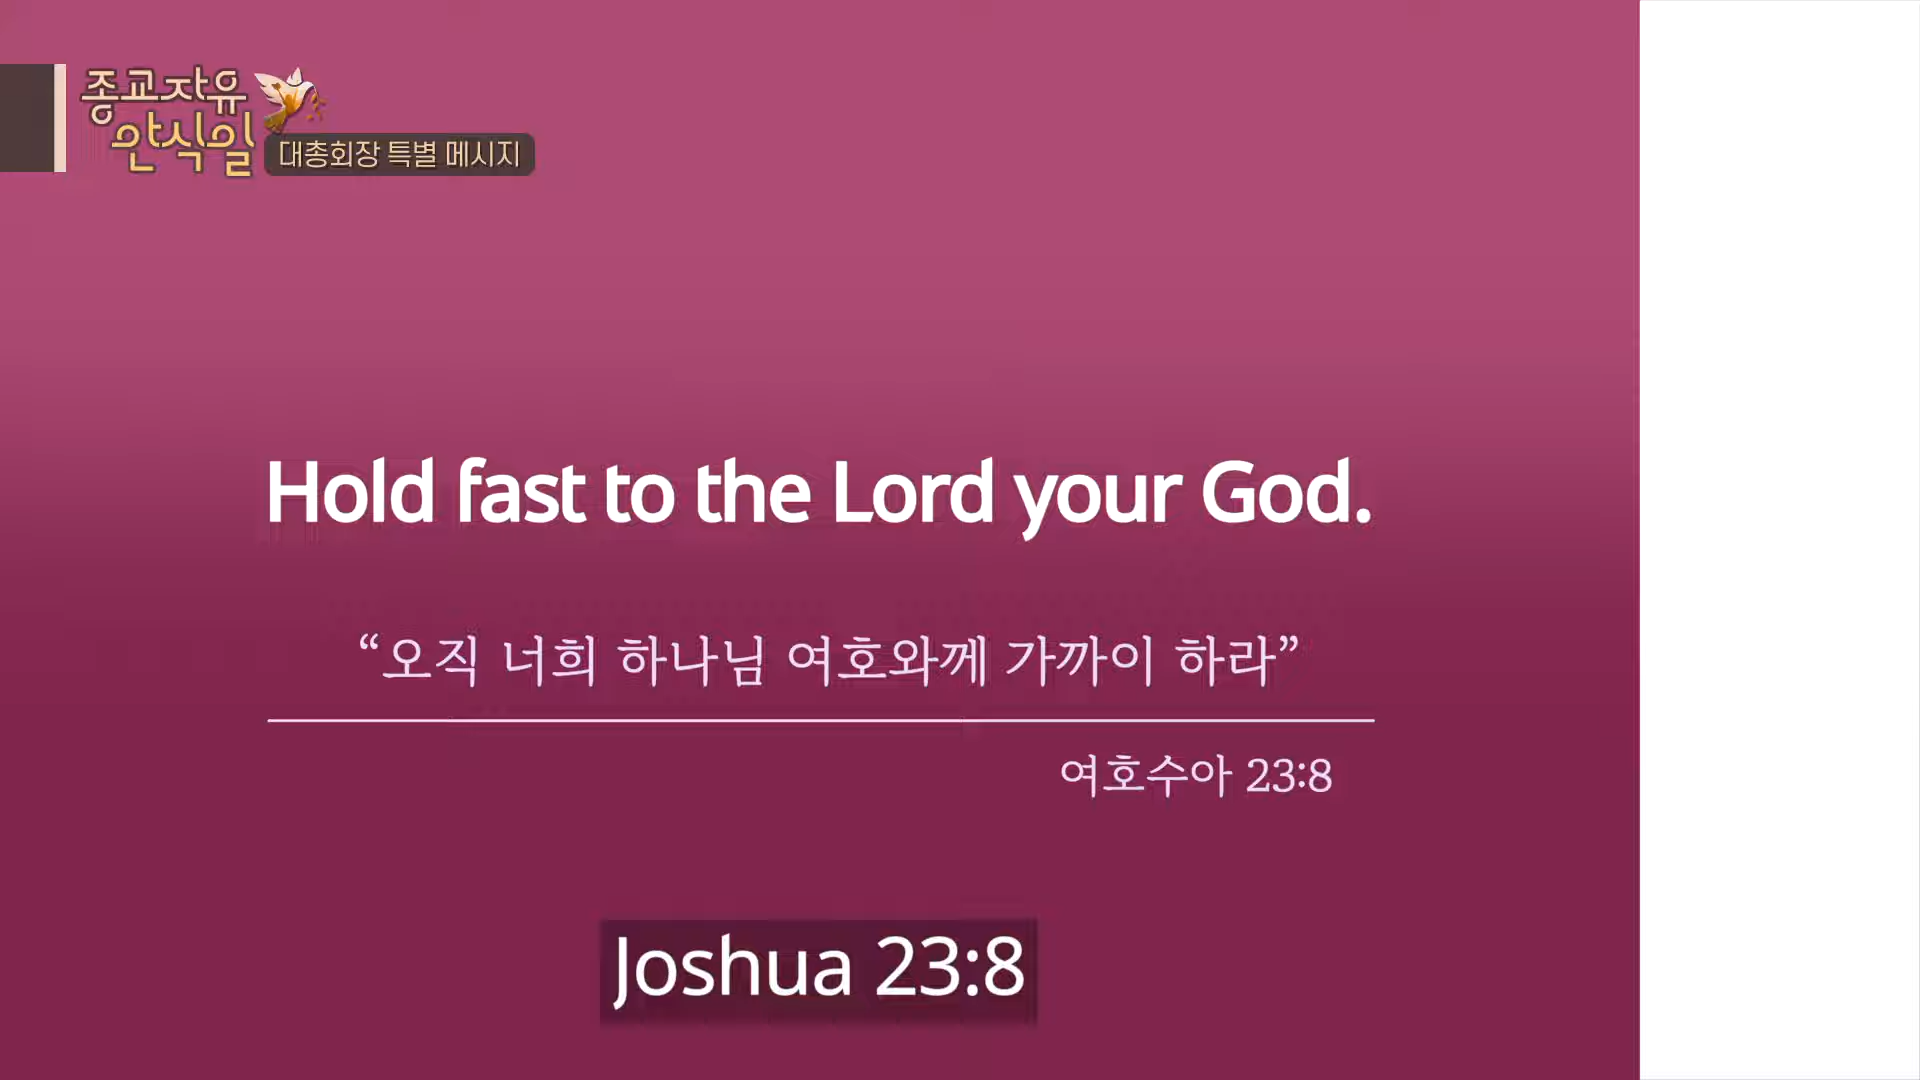 종교자유
안식일
대총회장 특별 메시지
Hold fast to the Lord your God.
“오직 너희 하나님 여호와께 가까이 하라”
여호수아 23:8
Joshua 23:8